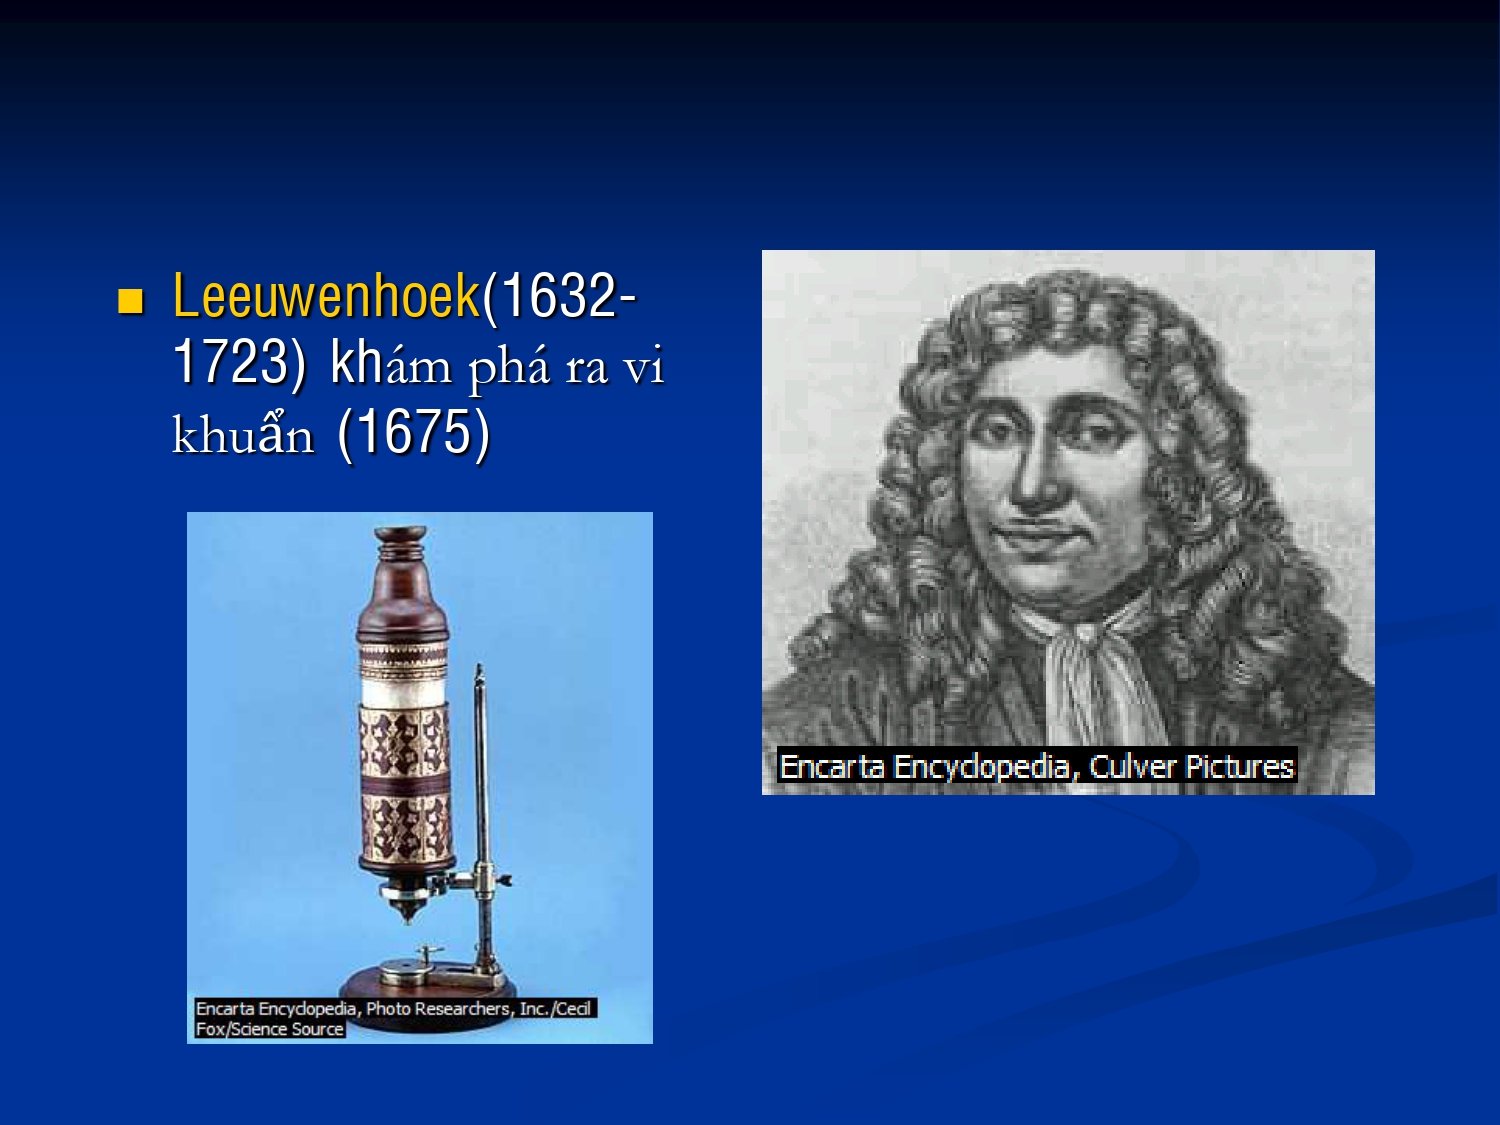 Leeuwenhoek(1632-
1723) khám phá ra vi
khuẩn (1675)
Encarta Encyclopedia, Culver Pictures
Encarta Encyclopedia, Photo Researchers, Inc./Cecil
Fox/Science Source